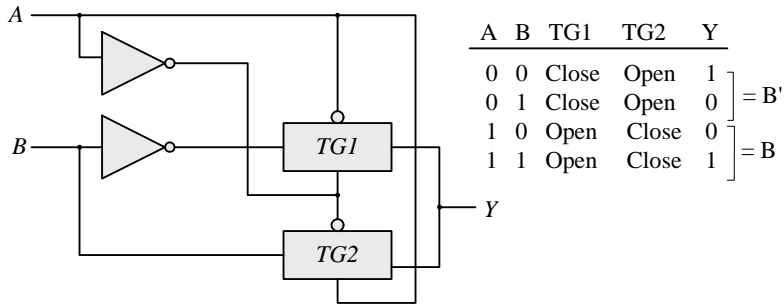 A
B
TG1
TG2
Y
A B TG1 TG2 Y
0 0 Close Open 1
0 1 Close Open 0
= B'
1 0 Open Close 0
1 1 Open Close 1
= B